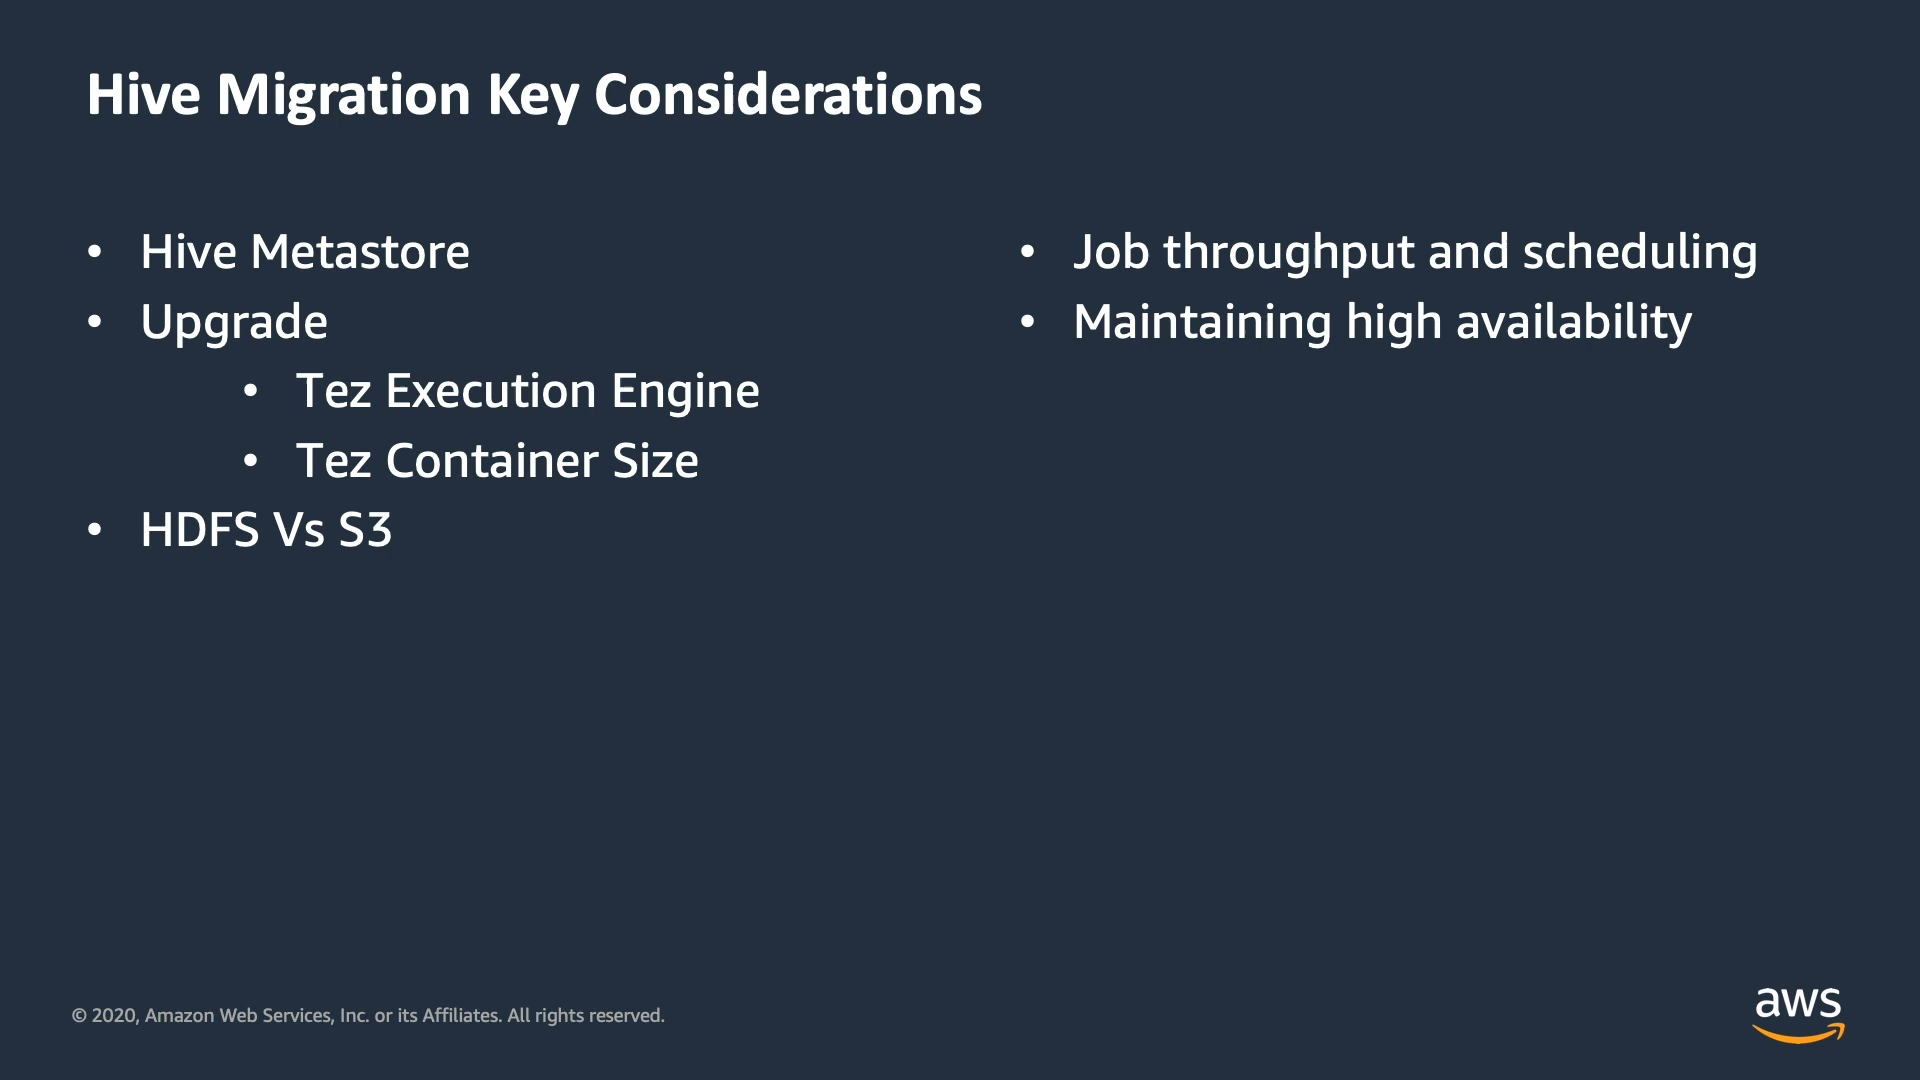 Hive Migration Key Considerations
• Hive Metastore
• Upgrade
• Tez Execution Engine
• Tez Container Size
• HDFS Vs S3
• Job throughput and scheduling
• Maintaining high availability
© 2020, Amazon Web Services, Inc. or its Affiliates. All rights reserved.
aws